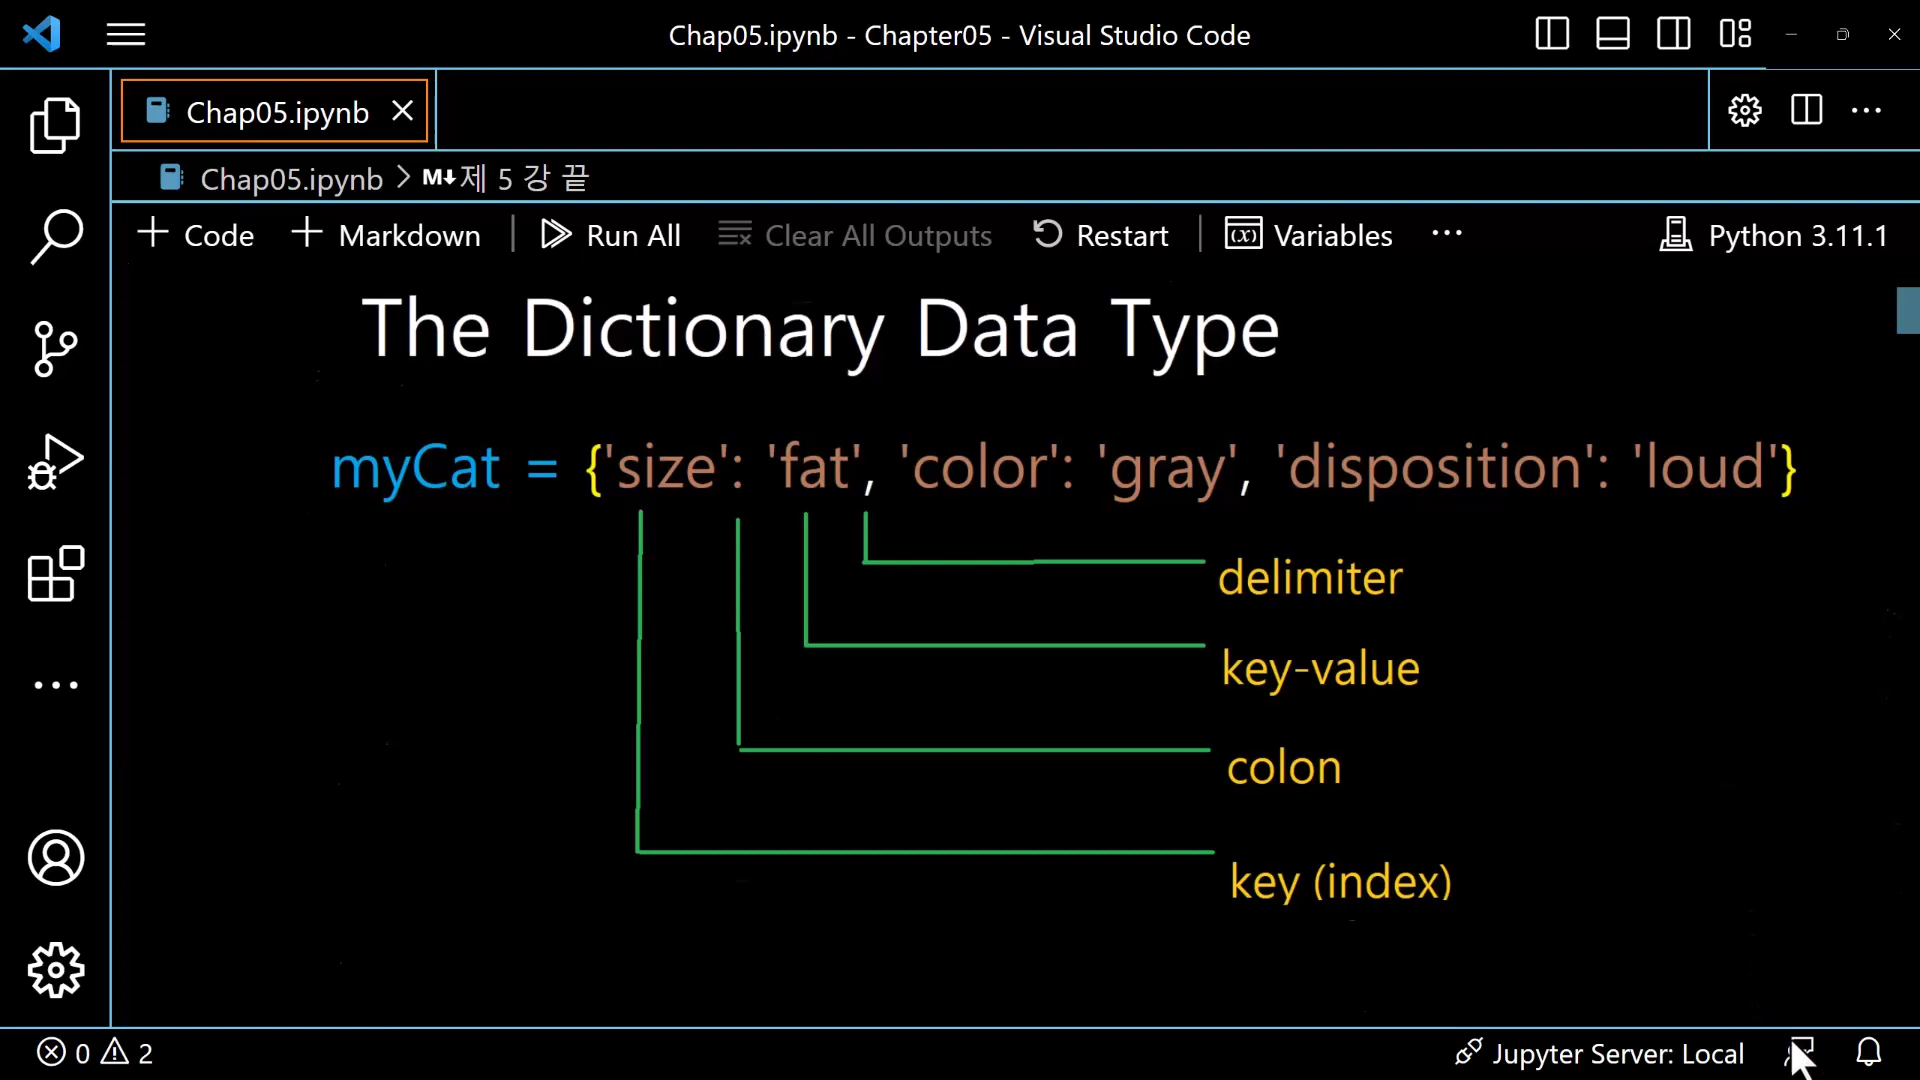 Chap05.ipynb - Chapter05 - Visual Studio Code
Chap05.ipynb
Chap05.ipynb > M↓제 5 강 끝
Code Markdown Run All Clear All Outputs Restart Variables ··· Python 3.11.1
The Dictionary Data Type
myCat = {'size': 'fat', 'color': 'gray', 'disposition': 'loud'}
delimiter
key-value
colon
key (index)
0 2 Jupyter Server: Local